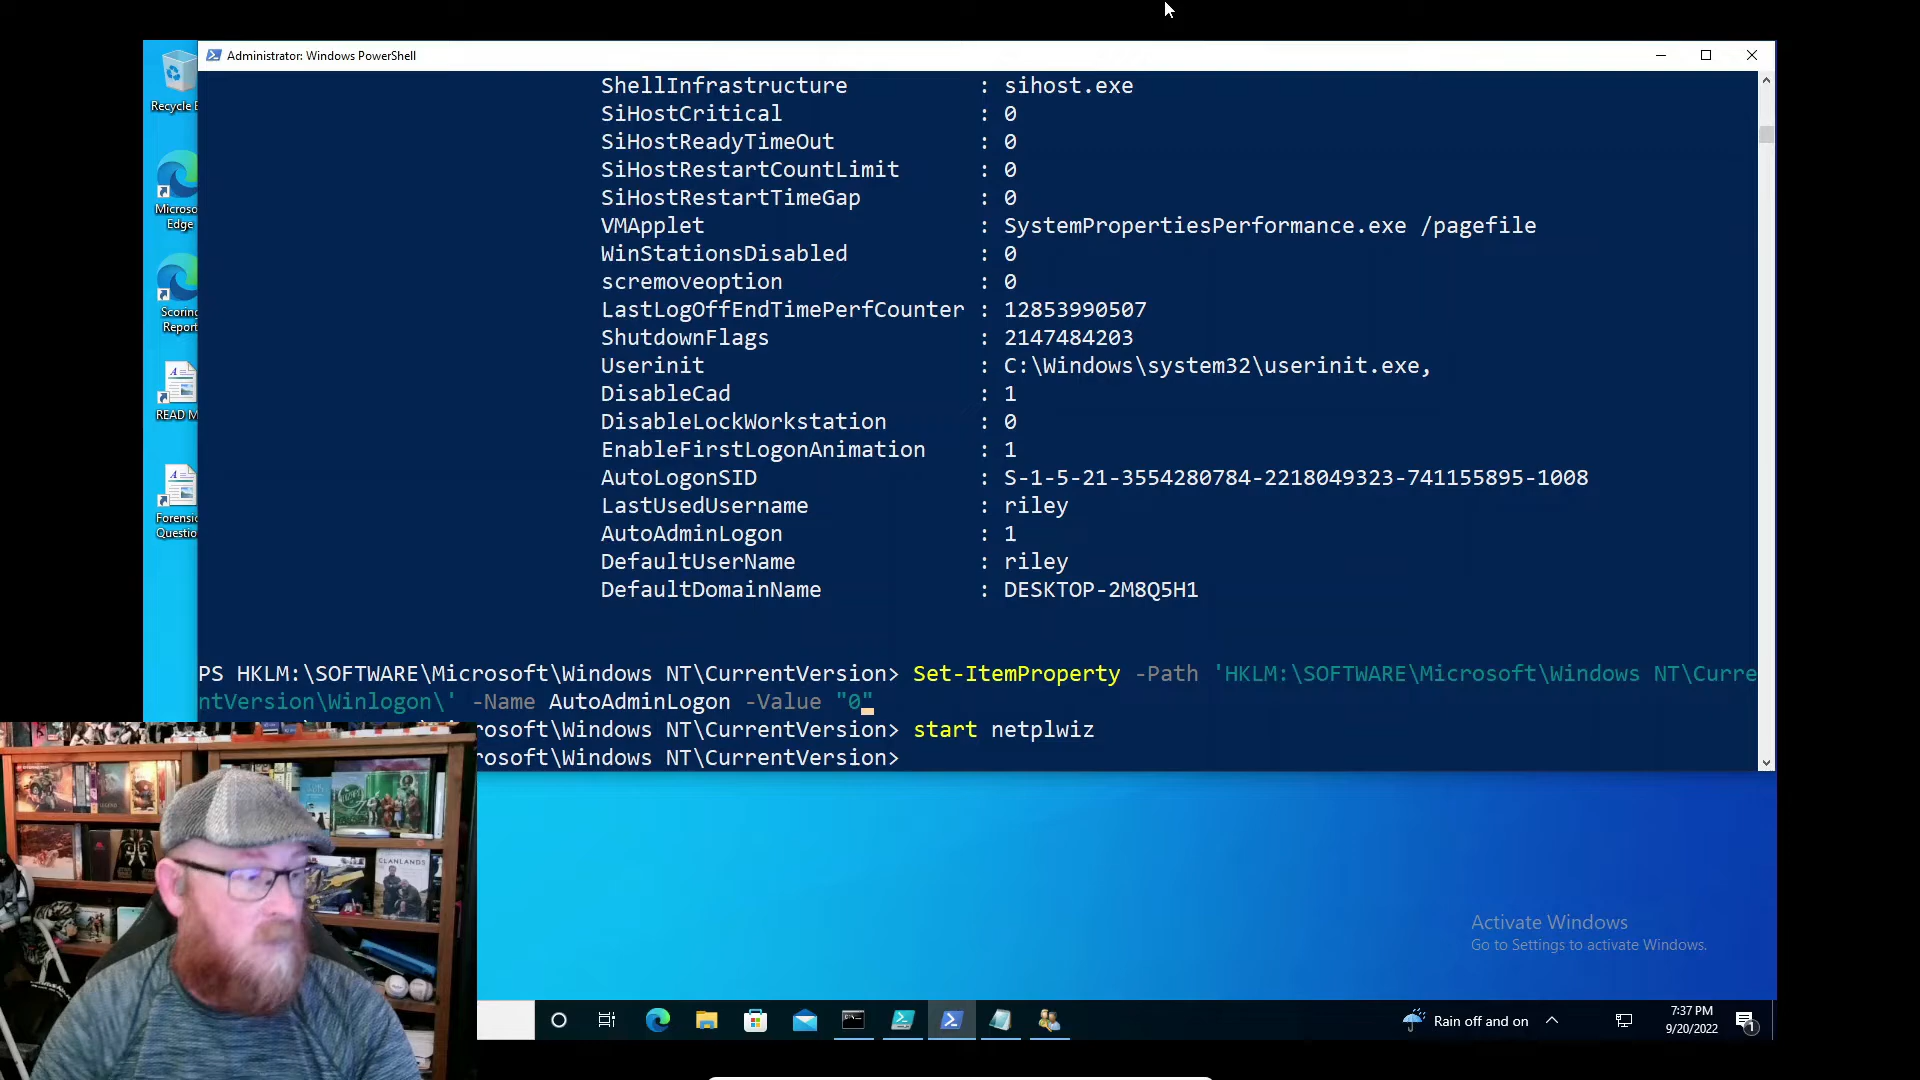 Administrator: Windows PowerShell
Recycle B
Microso
Edge
Scoring
Report
READ M
Forensic
Questio
ShellInfrastructure : sihost.exe
SiHostCritical : 0
SiHostReadyTimeOut : 0
SiHostRestartCountLimit : 0
SiHostRestartTimeGap : 0
VMApplet : SystemPropertiesPerformance.exe /pagefile
WinStationsDisabled : 0
scremoveoption : 0
LastLogOffEndTimePerfCounter : 12853990507
ShutdownFlags : 2147484203
Userinit : C:\Windows\system32\userinit.exe,
DisableCad : 1
DisableLockWorkstation : 0
EnableFirstLogonAnimation : 1
AutoLogonSID : S-1-5-21-3554280784-2218049323-741155895-1008
LastUsedUsername : riley
AutoAdminLogon : 1
DefaultUserName : riley
DefaultDomainName : DESKTOP-2M8Q5H1
PS HKLM:\SOFTWARE\Microsoft\Windows NT\CurrentVersion> Set-ItemProperty -Path 'HKLM:\SOFTWARE\Microsoft\Windows NT\Curre
ntVersion\Winlogon\' -Name AutoAdminLogon -Value "0"
rosoft\Windows NT\CurrentVersion> start netplwiz
rosoft\Windows NT\CurrentVersion>
CLANLANDS
Activate Windows
Go to Settings to activate Windows.
Rain off and on
7:37 PM
9/20/2022
1